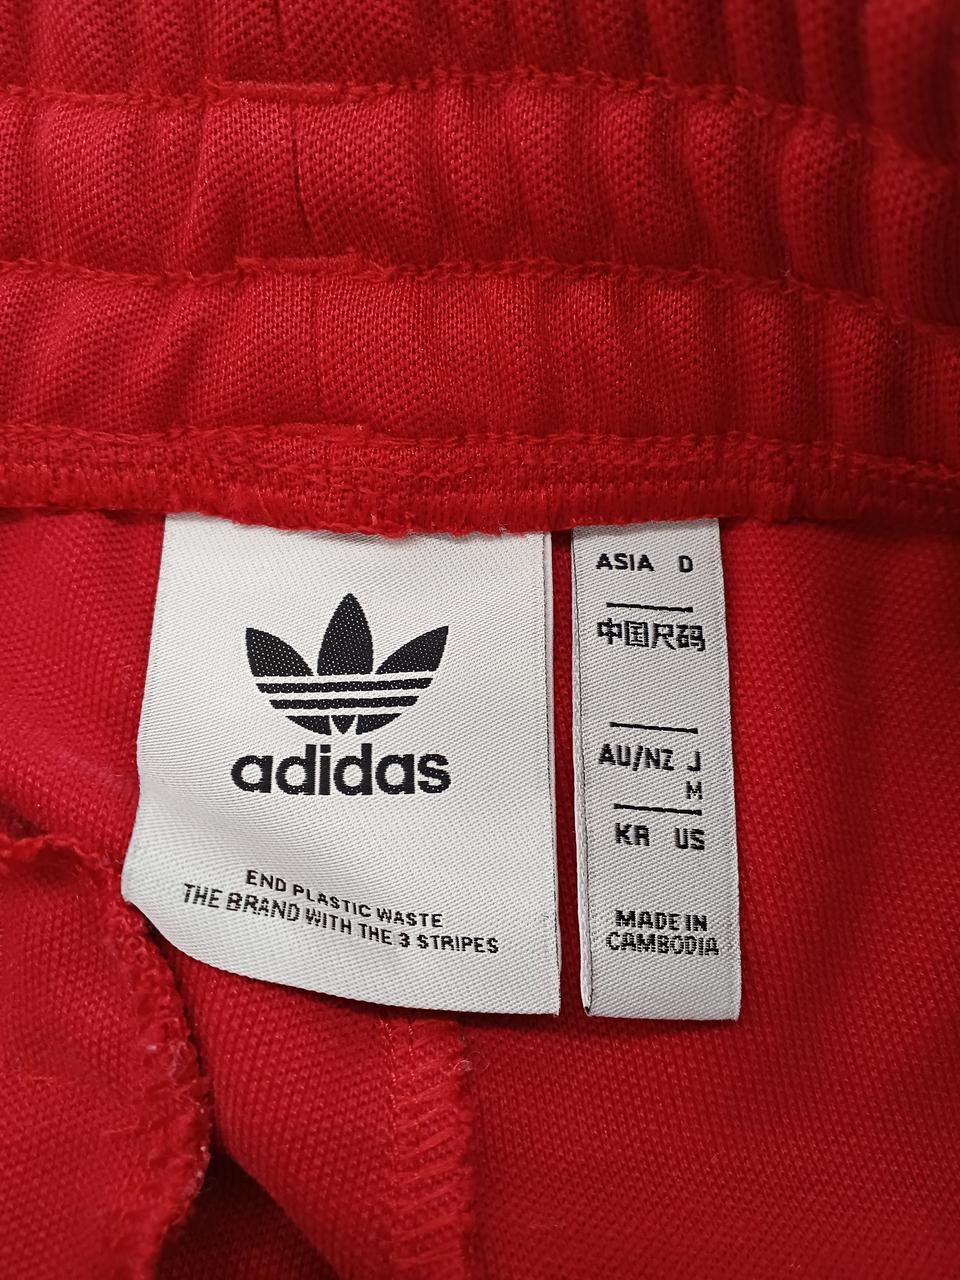 adidas
END PLASTIC WASTE
THE BRAND WITH THE 3 STRIPES
ASIA D
中国尺码
AU/NZ J
M
KR US
MADE IN
CAMBODIA